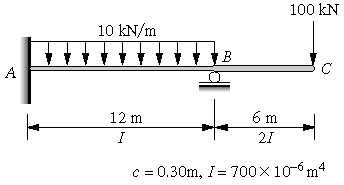 100 kN
10 kN/m
B
A
C
12 m
6 m
I
2I
c = 0.30m, I = 700×10⁻⁶ m⁴